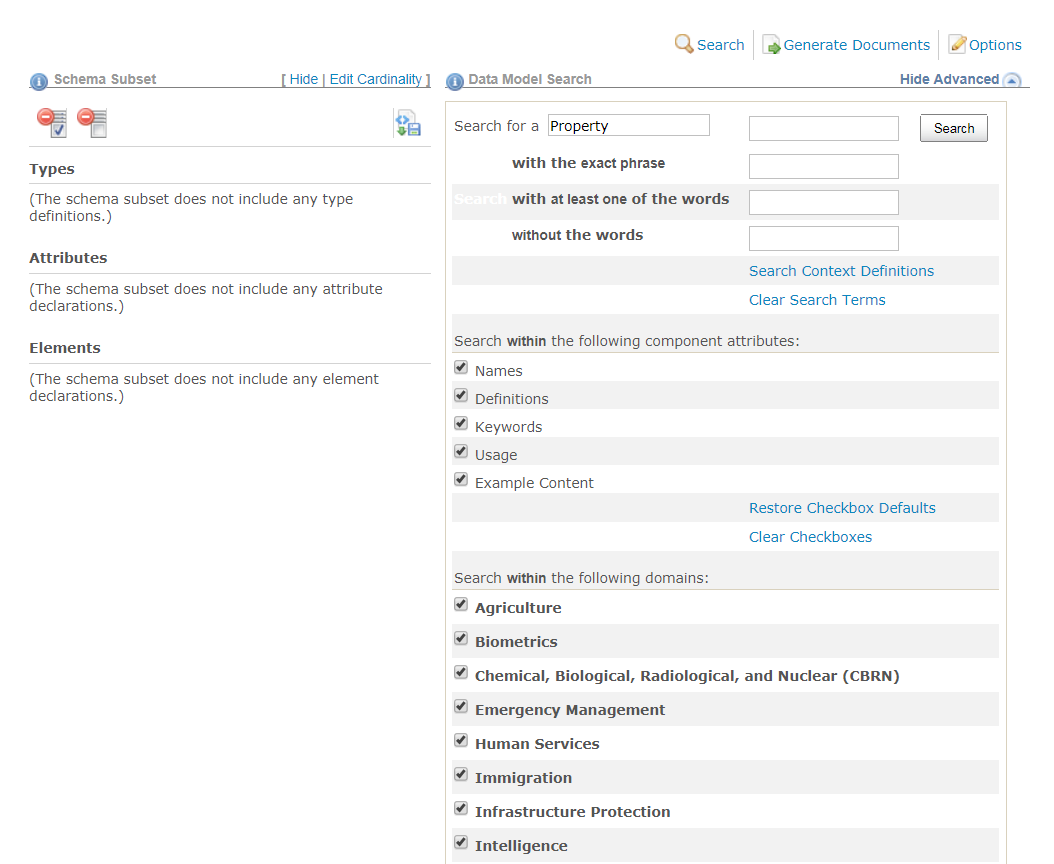 Search Generate Documents Options
Schema Subset [ Hide | Edit Cardinality ]
Types
(The schema subset does not include any type
definitions.)
Attributes
(The schema subset does not include any attribute
declarations.)
Elements
(The schema subset does not include any element
declarations.)
Data Model Search Hide Advanced
Search for a Property Search
with the exact phrase
Search with at least one of the words
without the words
Search Context Definitions
Clear Search Terms
Search within the following component attributes:
Names
Definitions
Keywords
Usage
Example Content
Restore Checkbox Defaults
Clear Checkboxes
Search within the following domains:
Agriculture
Biometrics
Chemical, Biological, Radiological, and Nuclear (CBRN)
Emergency Management
Human Services
Immigration
Infrastructure Protection
Intelligence